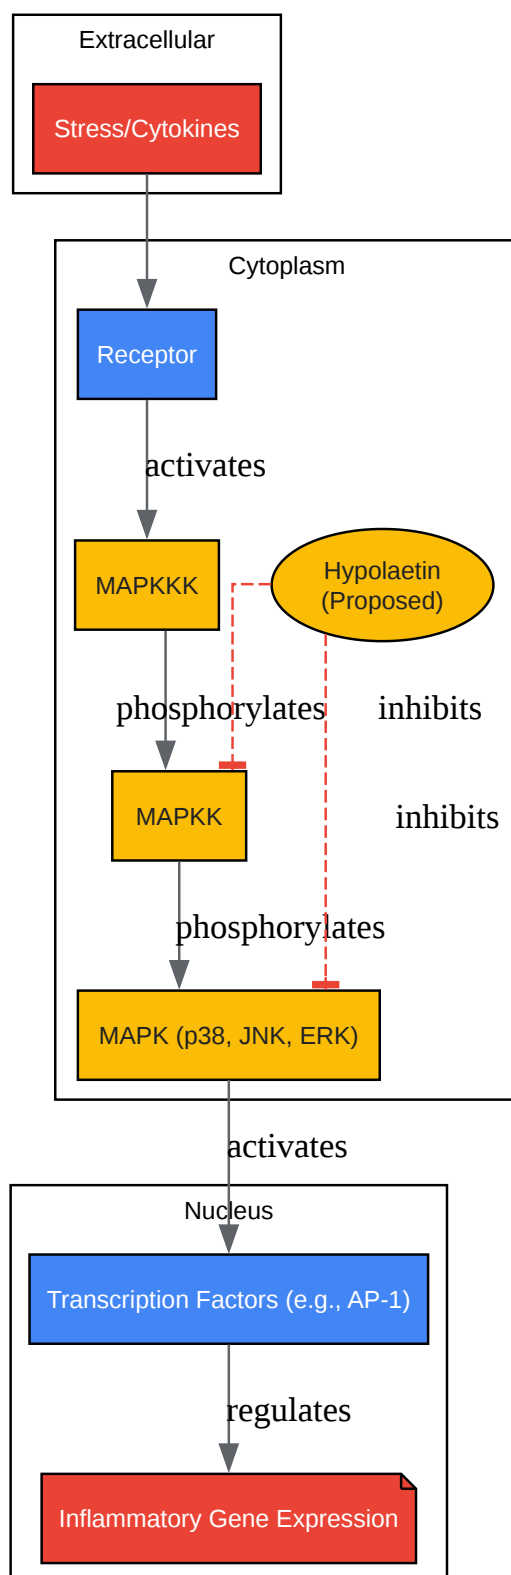 Extracellular
Stress/Cytokines
Cytoplasm
Receptor
activates
MAPKKK
Hypolaetin
(Proposed)
phosphorylates
inhibits
MAPKK
inhibits
phosphorylates
MAPK (p38, JNK, ERK)
activates
Nucleus
Transcription Factors (e.g., AP-1)
regulates
Inflammatory Gene Expression